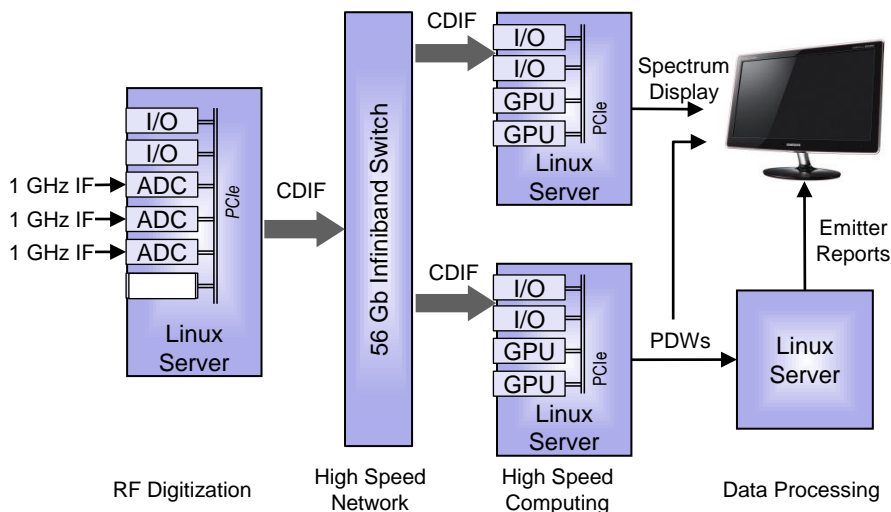 CDIF
I/O
I/O
GPU
GPU
PCIe
Linux
Server
Spectrum
Display
I/O
I/O
1 GHz IF
ADC
1 GHz IF
ADC
1 GHz IF
ADC
PCIe
Linux
Server
CDIF
56 Gb Infiniband Switch
CDIF
I/O
I/O
GPU
GPU
PCIe
Linux
Server
PDWs
Emitter
Reports
Linux
Server
RF Digitization
High Speed
Network
High Speed
Computing
Data Processing